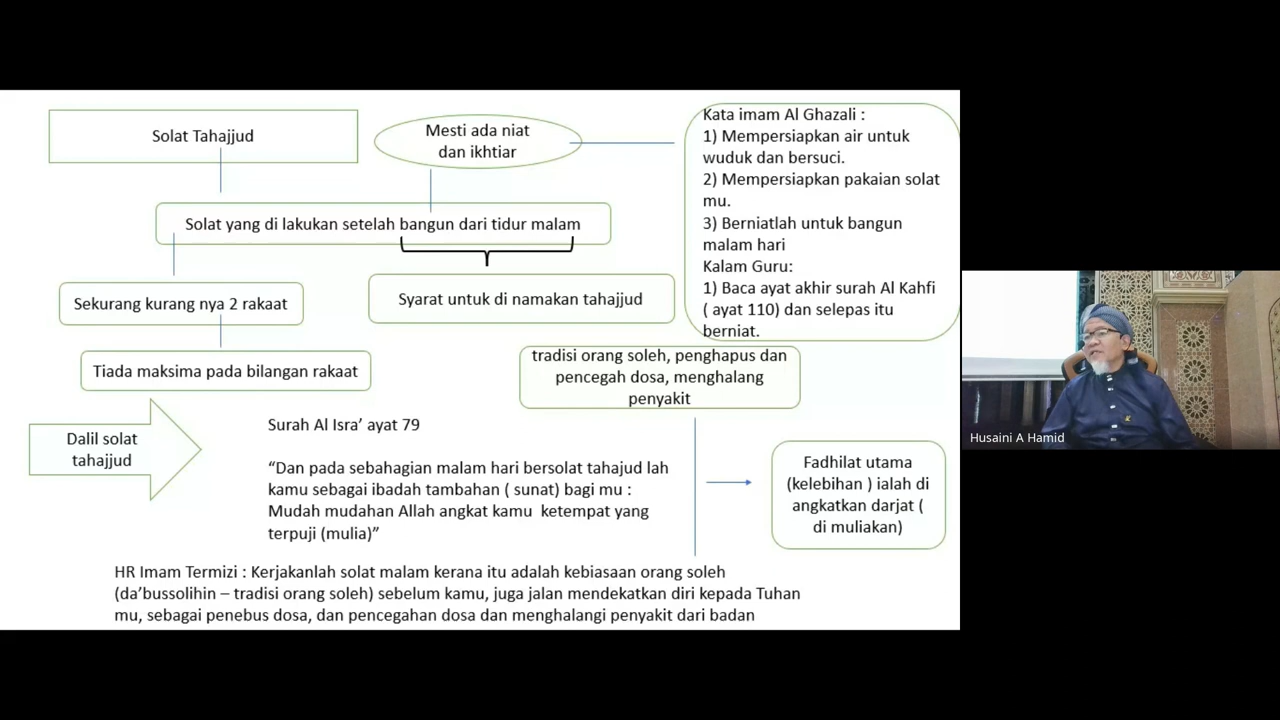 Solat Tahajjud
Mesti ada niat
dan ikhtiar
Kata imam Al Ghazali :
1) Mempersiapkan air untuk
wuduk dan bersuci.
2) Mempersiapkan pakaian solat
mu.
3) Berniatlah untuk bangun
malam hari
Kalam Guru:
1) Baca ayat akhir surah Al Kahfi
( ayat 110) dan selepas itu
berniat.
Solat yang di lakukan setelah bangun dari tidur malam
Sekurang kurang nya 2 rakaat
Syarat untuk di namakan tahajjud
Tiada maksima pada bilangan rakaat
tradisi orang soleh, penghapus dan
pencegah dosa, menghalang
penyakit
Dalil solat
tahajjud
Surah Al Isra’ ayat 79
“Dan pada sebahagian malam hari bersolat tahajud lah
kamu sebagai ibadah tambahan ( sunat) bagi mu :
Mudah mudahan Allah angkat kamu ketempat yang
terpuji (mulia)”
Fadhilat utama
(kelebihan ) ialah di
angkatkan darjat (
di muliakan)
HR Imam Termizi : Kerjakanlah solat malam kerana itu adalah kebiasaan orang soleh
(da’bussolihin – tradisi orang soleh) sebelum kamu, juga jalan mendekatkan diri kepada Tuhan
mu, sebagai penebus dosa, dan pencegahan dosa dan menghalangi penyakit dari badan
Husaini A Hamid